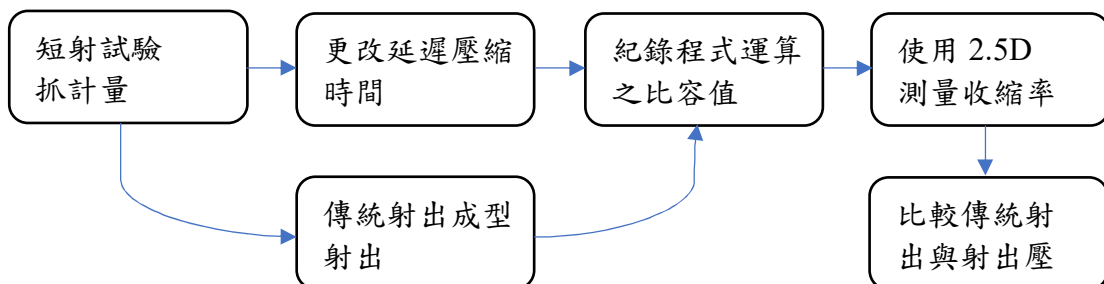 短射試驗
抓計量
更改延遲壓縮
時間
紀錄程式運算
之比容值
使用 2.5D
測量收縮率
傳統射出成型
射出
比較傳統射
出與射出壓